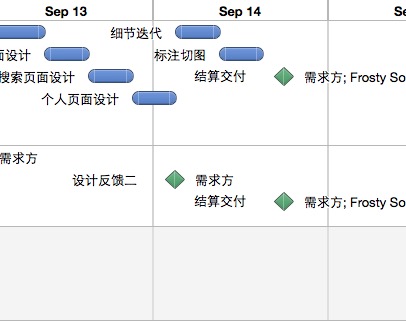 Sep 13 Sep 14 Se
细节迭代
面设计 标注切图
搜索页面设计 结算交付 需求方; Frosty So
个人页面设计
需求方
设计反馈二 需求方
结算交付 需求方; Frosty So